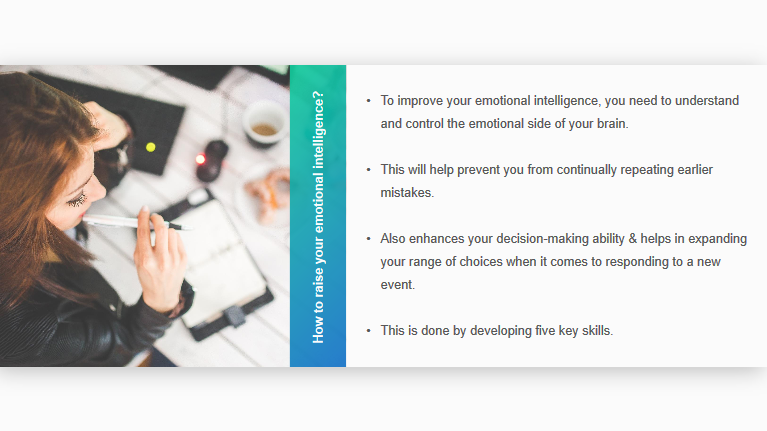 How to raise your emotional intelligence?
• To improve your emotional intelligence, you need to understand
and control the emotional side of your brain.
• This will help prevent you from continually repeating earlier
mistakes.
• Also enhances your decision-making ability & helps in expanding
your range of choices when it comes to responding to a new
event.
• This is done by developing five key skills.